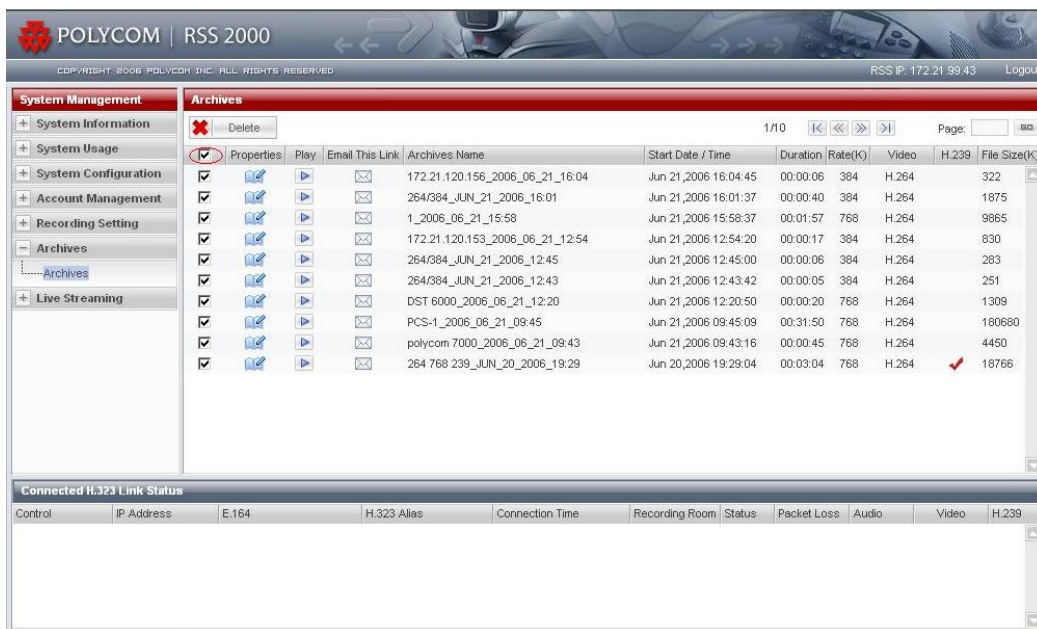 POLYCOM | RSS 2000
COPYRIGHT 2006 POLYCOM INC. ALL RIGHTS RESERVED
RSS IP: 172.21.99.43 Logou
System Management
+ System Information
+ System Usage
+ System Configuration
+ Account Management
+ Recording Setting
- Archives
Archives
+ Live Streaming
Archives
Delete 1/10 Page: GO
Properties Play Email This Link Archives Name Start Date / Time Duration Rate(K) Video H.239 File Size(K
172.21.120.156_2006_06_21_16:04 Jun 21,2006 16:04:45 00:00:06 384 H.264 322
264/384_JUN_21_2006_16:01 Jun 21,2006 16:01:37 00:00:40 384 H.264 1875
1_2006_06_21_15:58 Jun 21,2006 15:58:37 00:01:57 768 H.264 9865
172.21.120.153_2006_06_21_12:54 Jun 21,2006 12:54:20 00:00:17 384 H.264 830
264/384_JUN_21_2006_12:45 Jun 21,2006 12:45:00 00:00:06 384 H.264 283
264/384_JUN_21_2006_12:43 Jun 21,2006 12:43:42 00:00:05 384 H.264 251
DST 6000_2006_06_21_12:20 Jun 21,2006 12:20:50 00:00:20 768 H.264 1309
PCS-1_2006_06_21_09:45 Jun 21,2006 09:45:09 00:31:50 768 H.264 180680
polycom 7000_2006_06_21_09:43 Jun 21,2006 09:43:16 00:00:45 768 H.264 4450
264 768 239_JUN_20_2006_19:29 Jun 20,2006 19:29:04 00:03:04 768 H.264 18766
Connected H.323 Link Status
Control IP Address E.164 H.323 Alias Connection Time Recording Room Status Packet Loss Audio Video H.239